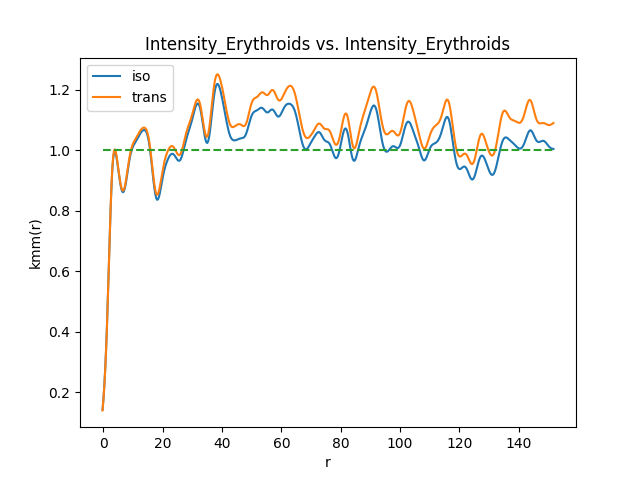 Intensity_Erythroids vs. Intensity_Erythroids
iso
trans
kmm(r)
1.2
1.0
0.8
0.6
0.4
0.2
0 20 40 60 80 100 120 140
r